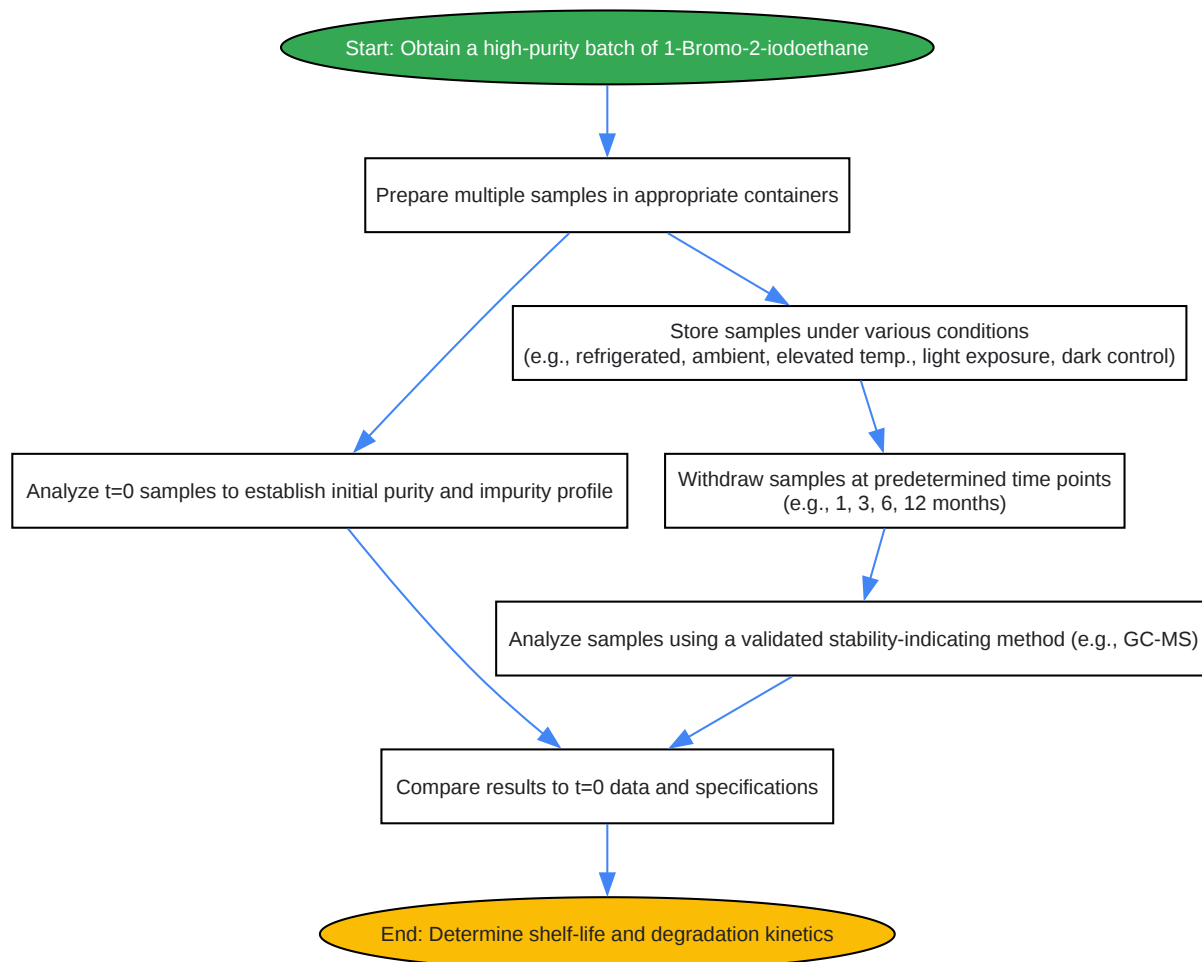 Start: Obtain a high-purity batch of 1-Bromo-2-iodoethane
Prepare multiple samples in appropriate containers
Store samples under various conditions
(e.g., refrigerated, ambient, elevated temp., light exposure, dark control)
Analyze t=0 samples to establish initial purity and impurity profile
Withdraw samples at predetermined time points
(e.g., 1, 3, 6, 12 months)
Analyze samples using a validated stability-indicating method (e.g., GC-MS)
Compare results to t=0 data and specifications
End: Determine shelf-life and degradation kinetics